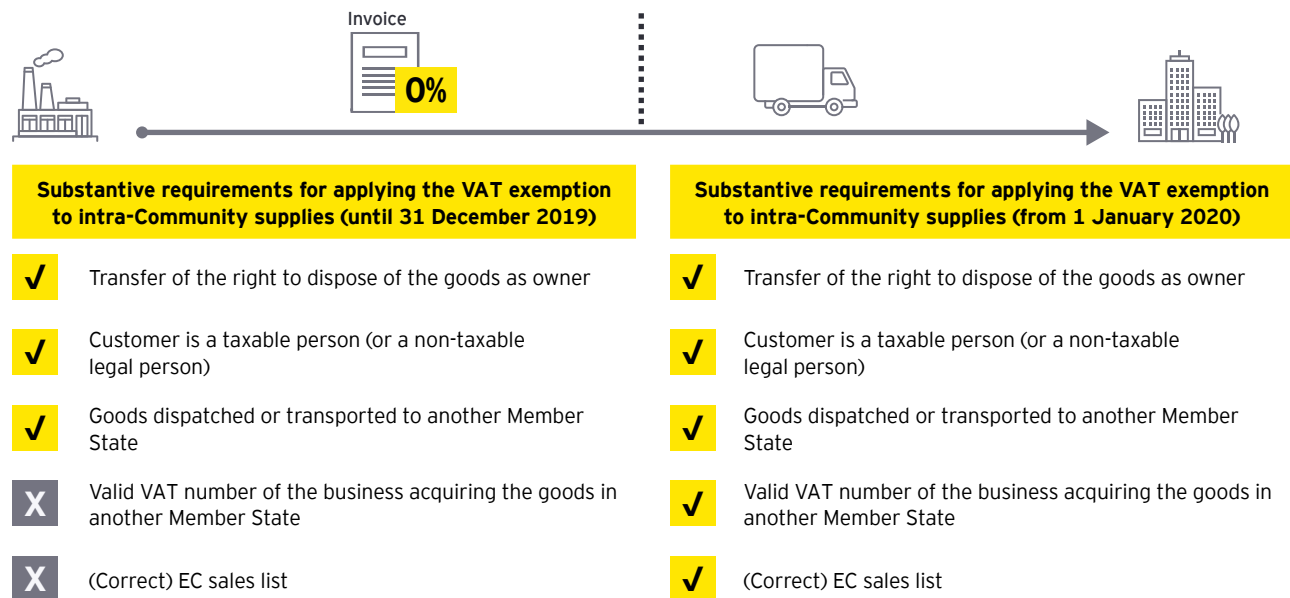 Invoice
0%
Substantive requirements for applying the VAT exemption
to intra-Community supplies (until 31 December 2019)
√ Transfer of the right to dispose of the goods as owner
√ Customer is a taxable person (or a non-taxable
legal person)
√ Goods dispatched or transported to another Member
State
X Valid VAT number of the business acquiring the goods in
another Member State
X (Correct) EC sales list
Substantive requirements for applying the VAT exemption
to intra-Community supplies (from 1 January 2020)
√ Transfer of the right to dispose of the goods as owner
√ Customer is a taxable person (or a non-taxable
legal person)
√ Goods dispatched or transported to another Member
State
√ Valid VAT number of the business acquiring the goods in
another Member State
√ (Correct) EC sales list